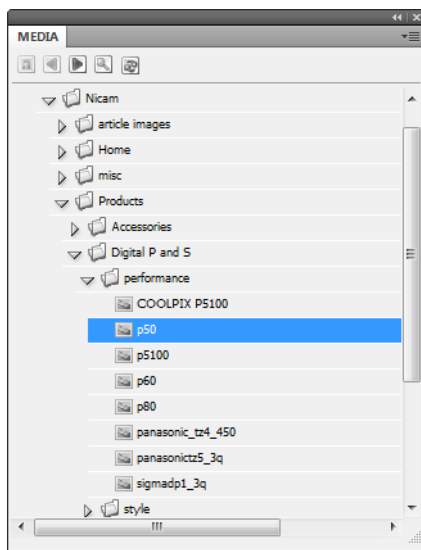 MEDIA
Nicam
article images
Home
misc
Products
Accessories
Digital P and S
performance
COOLPIX P5100
p50
p5100
p60
p80
panasonic_tz4_450
panasonictz5_3q
sigmadp1_3q
style